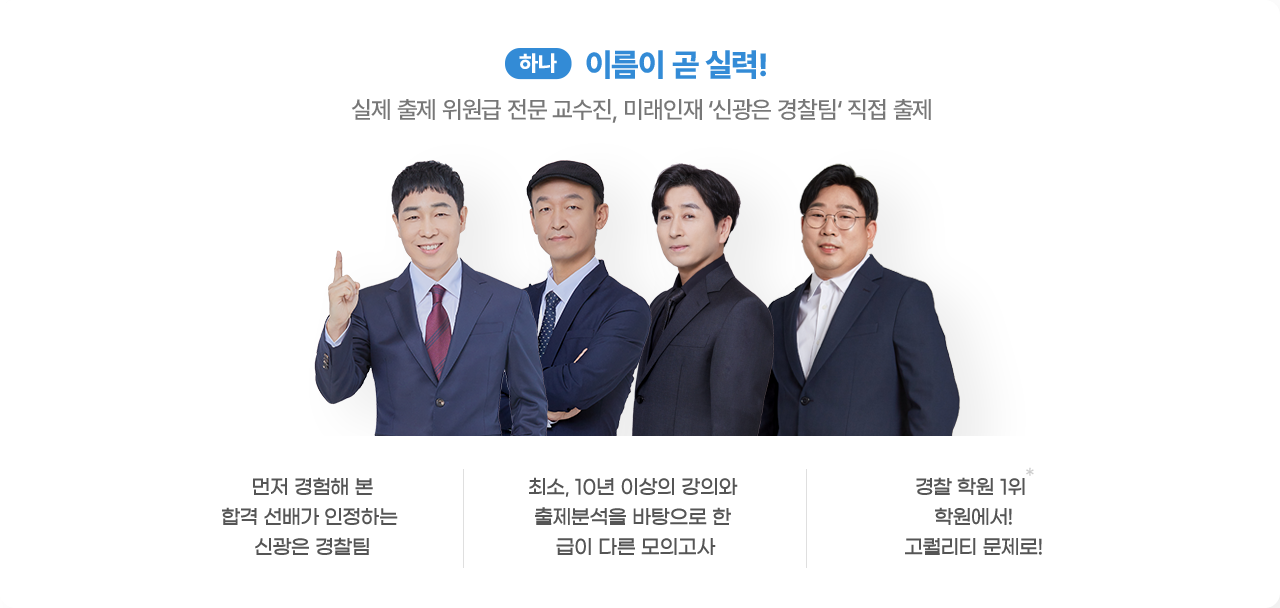 하나 이름이 곧 실력!
실제 출제 위원급 전문 교수진, 미래인재 ‘신광은 경찰팀‘ 직접 출제
먼저 경험해 본
합격 선배가 인정하는
신광은 경찰팀
최소, 10년 이상의 강의와
출제분석을 바탕으로 한
급이 다른 모의고사
경찰 학원 1위*
학원에서!
고퀄리티 문제로!